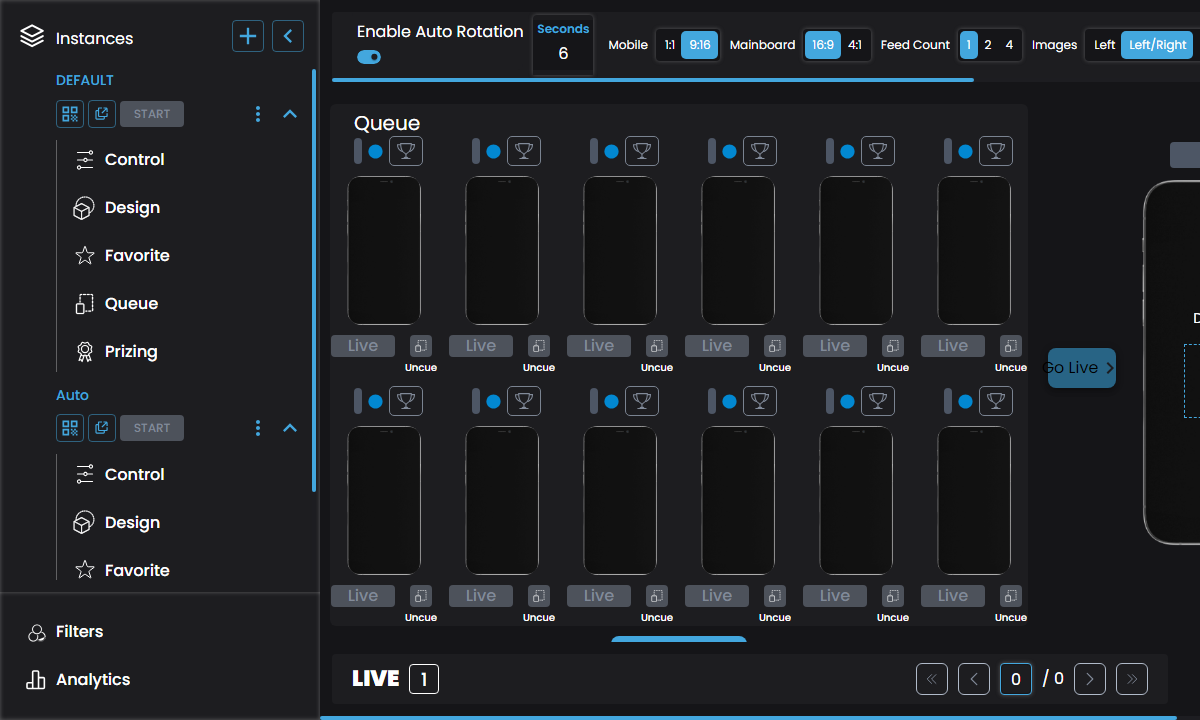 Instances
DEFAULT
START
Control
Design
Favorite
Queue
Prizing
Auto
START
Control
Design
Favorite
Filters
Analytics
Enable Auto Rotation
Seconds
6
Mobile 1:1 9:16 Mainboard 16:9 4:1 Feed Count 1 2 4 Images Left Left/Right
Queue
Live Live Live Live Live Live
Uncue Uncue Uncue Uncue Uncue Uncue
Live Live Live Live Live Live
Uncue Uncue Uncue Uncue Uncue Uncue
Go Live
D
LIVE 1
0 / 0